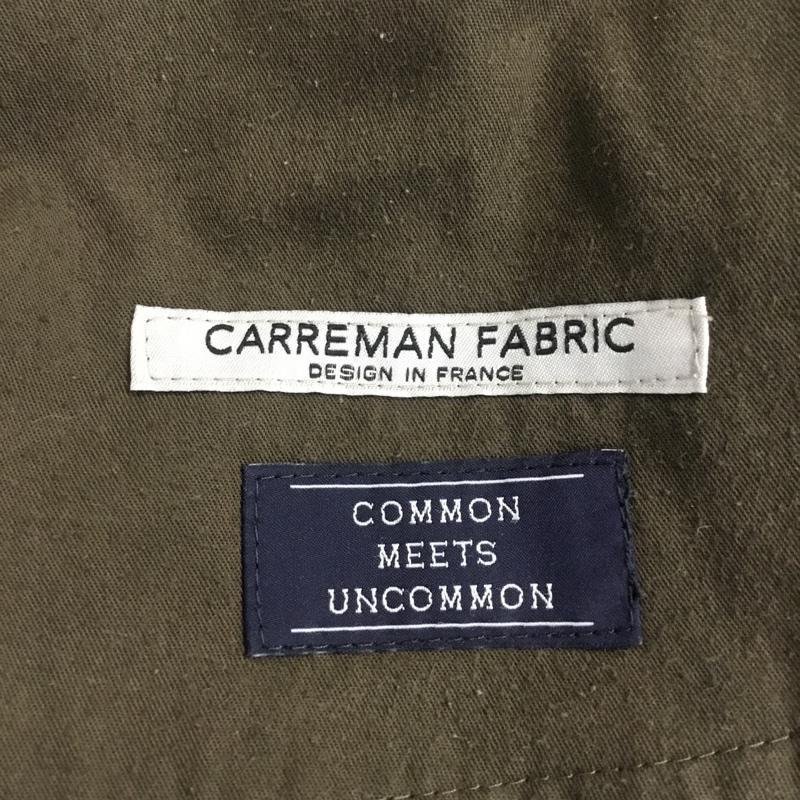 CARREMAN FABRIC
DESIGN IN FRANCE
COMMON
MEETS
UNCOMMON